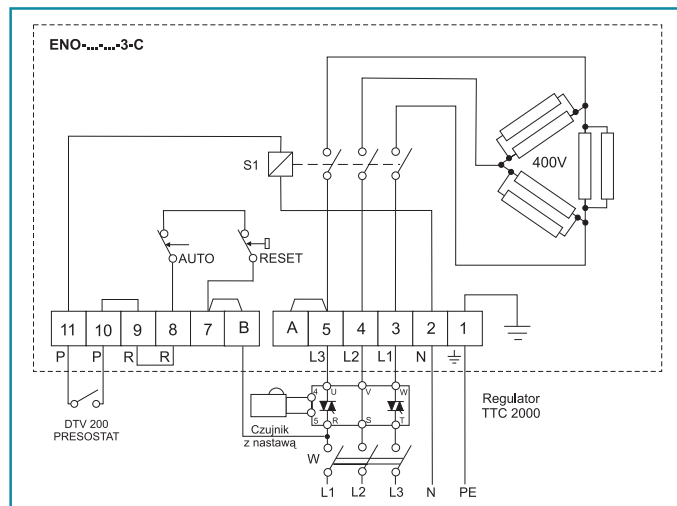 ENO-...-...-3-C
S1
400V
AUTO
RESET
11 10 9 8 7 B A 5 4 3 2 1
P P R R L3 L2 L1 N
4 U V W
5 R S T
DTV 200
PRESOSTAT
Czujnik
z nastawą
Regulator
TTC 2000
W
L1 L2 L3 N PE